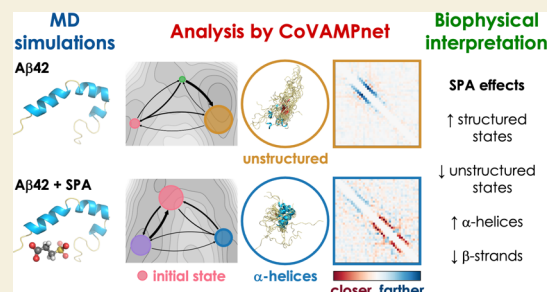 MD
simulations
Analysis by CoVAMPnet
Biophysical
interpretation
Aβ42
unstructured
Aβ42 + SPA
initial state
α-helices
closer farther
SPA effects
↑ structured
states
↓ unstructured
states
↑ α-helices
↓ β-strands